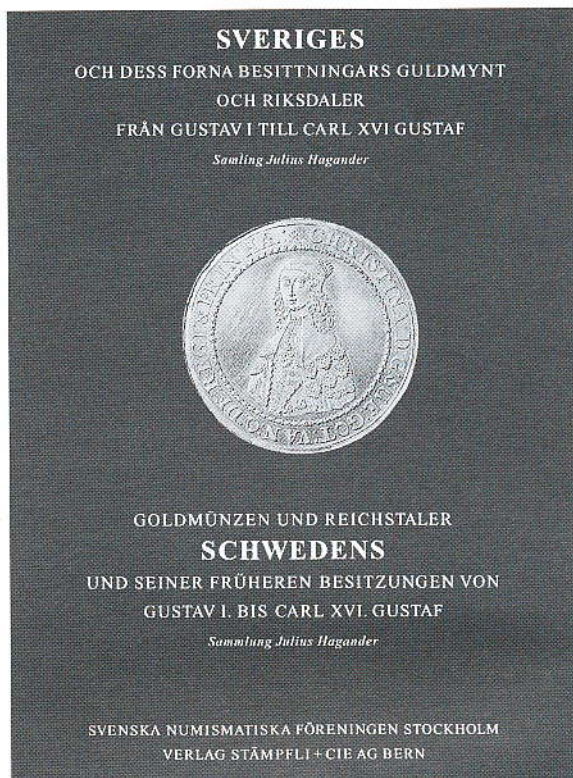 SVERIGES
OCH DESS FORNA BESITTNINGARS GULDMYNT
OCH RIKSDALER
FRÅN GUSTAV I TILL CARL XVI GUSTAF
Samling Julius Hagander
GOLDMÜNZEN UND REICHSTALER
SCHWEDENS
UND SEINER FRÜHEREN BESITZUNGEN VON
GUSTAV I. BIS CARL XVI. GUSTAF
Sammlung Julius Hagander
SVENSKA NUMISMATISKA FÖRENINGEN STOCKHOLM
VERLAG STÄMPFLI + CIE AG BERN